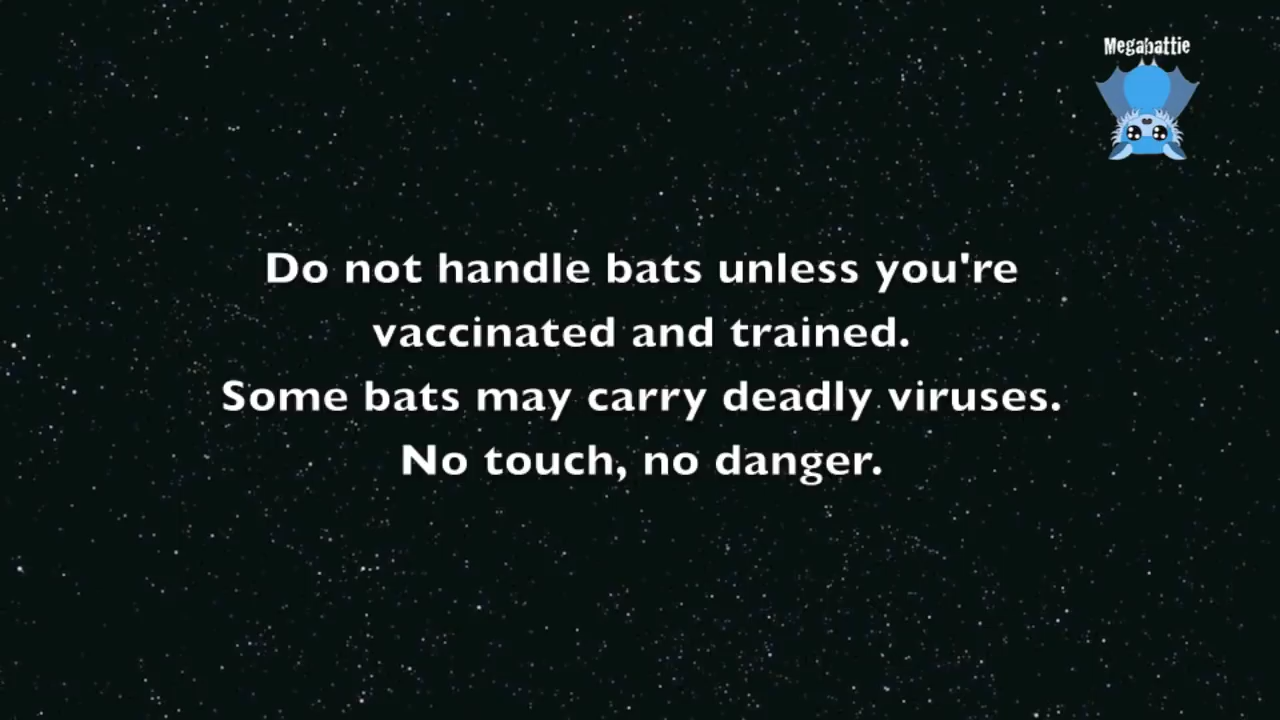 Megabattie
Do not handle bats unless you're
vaccinated and trained.
Some bats may carry deadly viruses.
No touch, no danger.